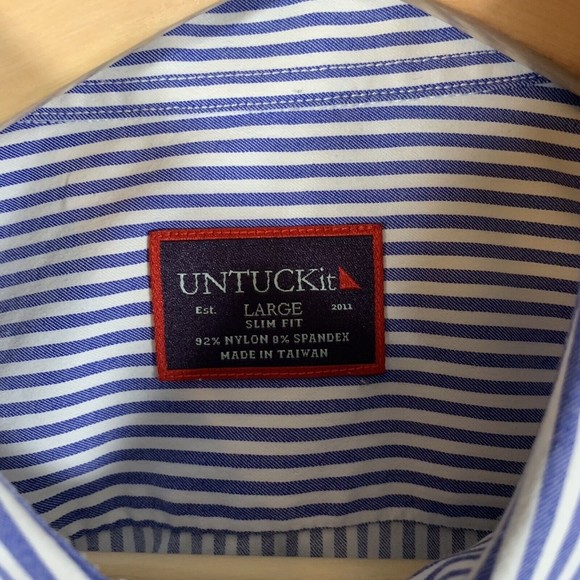 UNTUCKit
Est. LARGE 2011
SLIM FIT
92% NYLON 8% SPANDEX
MADE IN TAIWAN